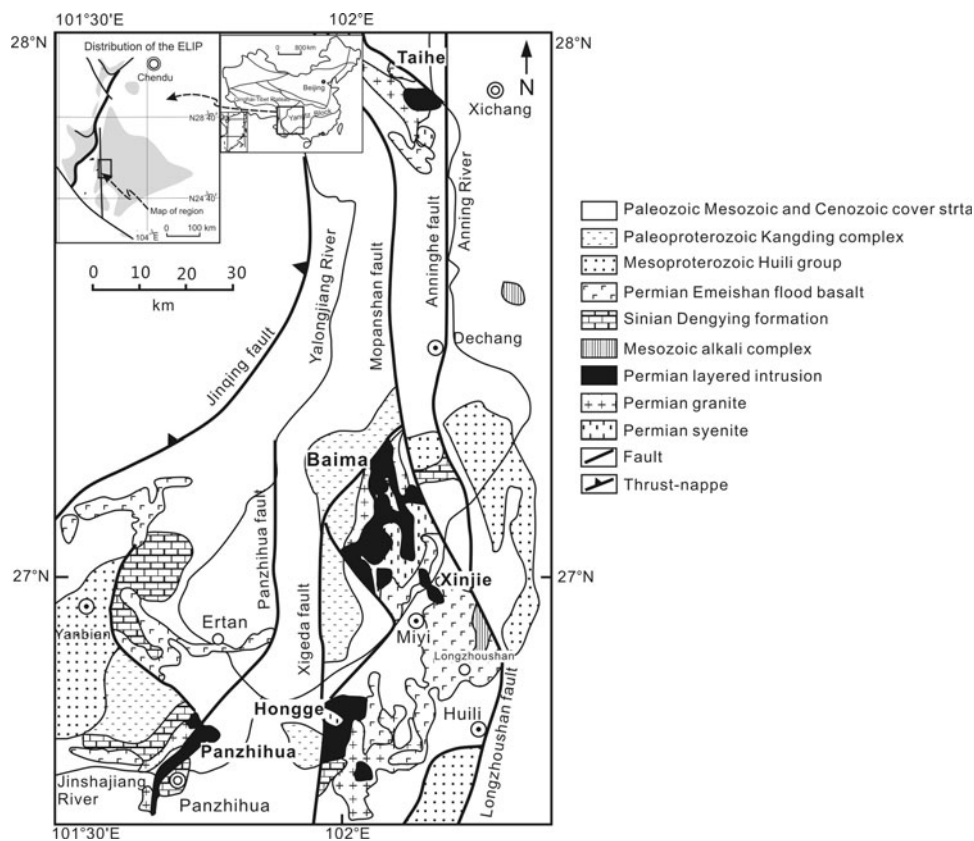 101°30'E
102°E
28°N
28°N
Distribution of the ELIP
Chendu
N28°40'
N24°40'
Map of region
104°E
0 100 km
0 800 km
Beijing
Taihe
N
Xichang
0 10 20 30
km
Jinqing fault
Yalongjiang River
Mopanshan fault
Anninghe fault
Anning River
Dechang
Baima
Panzhihua fault
Xigeda fault
27°N
27°N
Xinjie
Yanbian
Ertan
Miyi
Longzhoushan
Hongge
Huili
Longzhoushan fault
Panzhihua
Jinshajiang
River
Panzhihua
101°30'E
102°E
Paleozoic Mesozoic and Cenozoic cover strta
Paleoproterozoic Kangding complex
Mesoproterozoic Huili group
Permian Emeishan flood basalt
Sinian Dengying formation
Mesozoic alkali complex
Permian layered intrusion
Permian granite
Permian syenite
Fault
Thrust-nappe